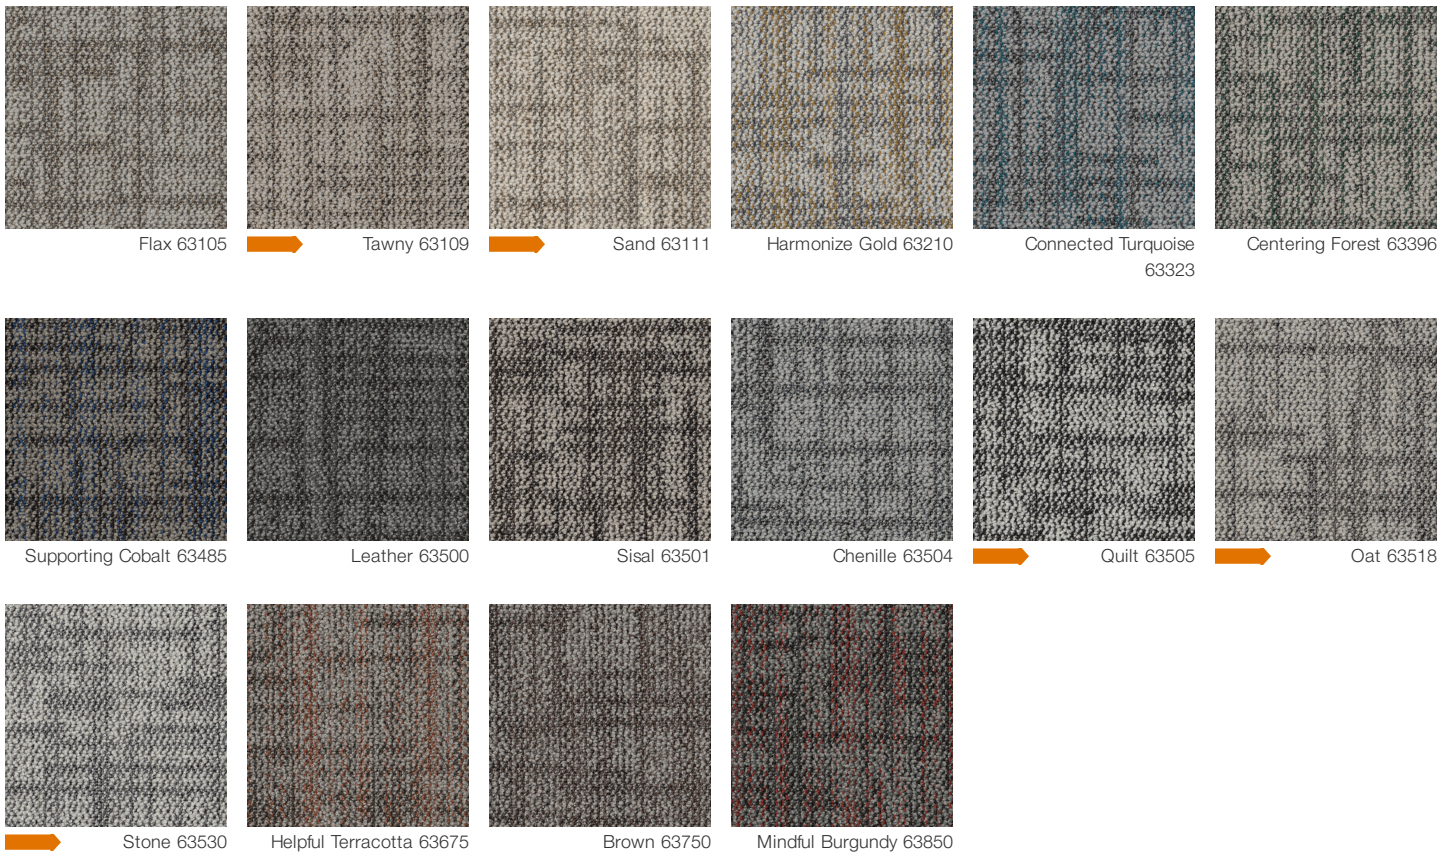 Flax 63105
Tawny 63109
Sand 63111
Harmonize Gold 63210
Connected Turquoise
63323
Centering Forest 63396
Supporting Cobalt 63485
Leather 63500
Sisal 63501
Chenille 63504
Quilt 63505
Oat 63518
Stone 63530
Helpful Terracotta 63675
Brown 63750
Mindful Burgundy 63850